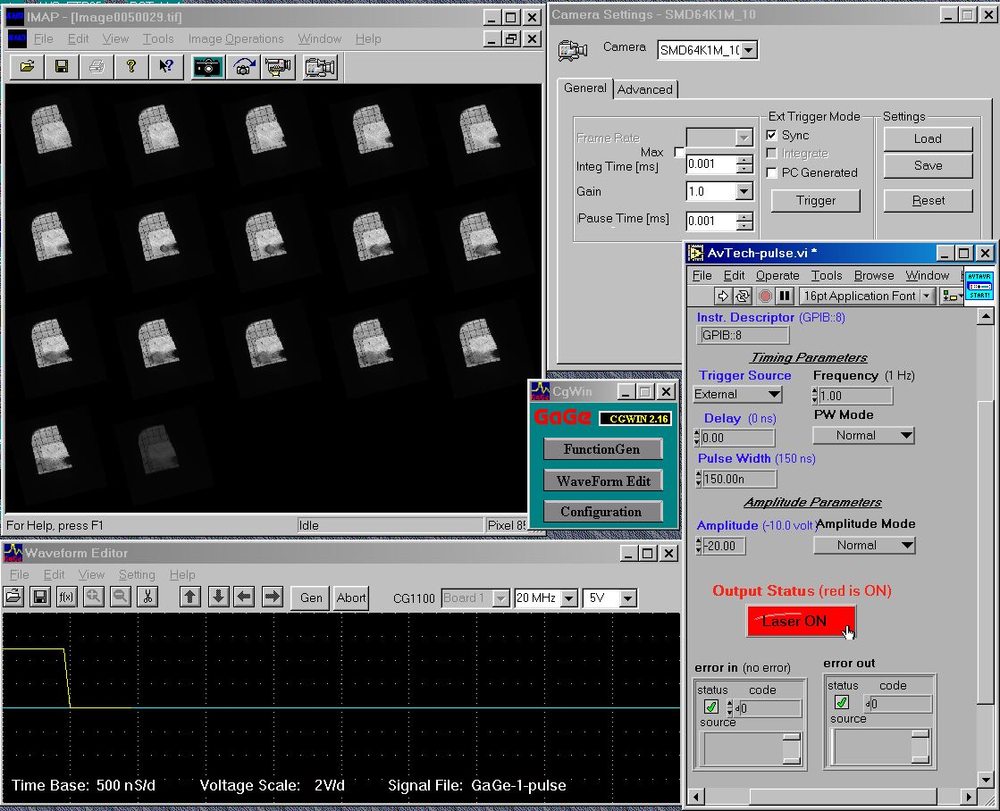 IMAP - [Image0050029.tif]
File Edit View Tools Image Operations Window Help
For Help, press F1
Idle
Pixel 85
Camera Settings - SMD64K1M_10
Camera
SMD64K1M_10
General
Advanced
Frame Rate
Max
Integ Time [ms]
0.001
Gain
1.0
Pause Time [ms]
0.001
Ext Trigger Mode
Sync
Integrate
PC Generated
Trigger
Settings
Load
Save
Reset
CgWin
GaGe
CGWIN 2.16
FunctionGen
WaveForm Edit
Configuration
AvTech-pulse.vi *
File Edit Operate Tools Browse Window
16pt Application Font
AVTAVR
START!
Instr. Descriptor (GPIB::8)
GPIB::8
Timing Parameters
Trigger Source
Frequency (1 Hz)
External
1.00
Delay (0 ns)
PW Mode
0.00
Normal
Pulse Width (150 ns)
150.00n
Amplitude Parameters
Amplitude (-10.0 volt)
Amplitude Mode
-20.00
Normal
Output Status (red is ON)
Laser ON
error in (no error)
error out
status code
d0
source
status code
d0
source
Waveform Editor
File Edit View Setting Help
f(x)
Gen
Abort
CG1100
Board 1
20 MHz
5V
Time Base: 500 nS/d Voltage Scale: 2V/d Signal File: GaGe-1-pulse